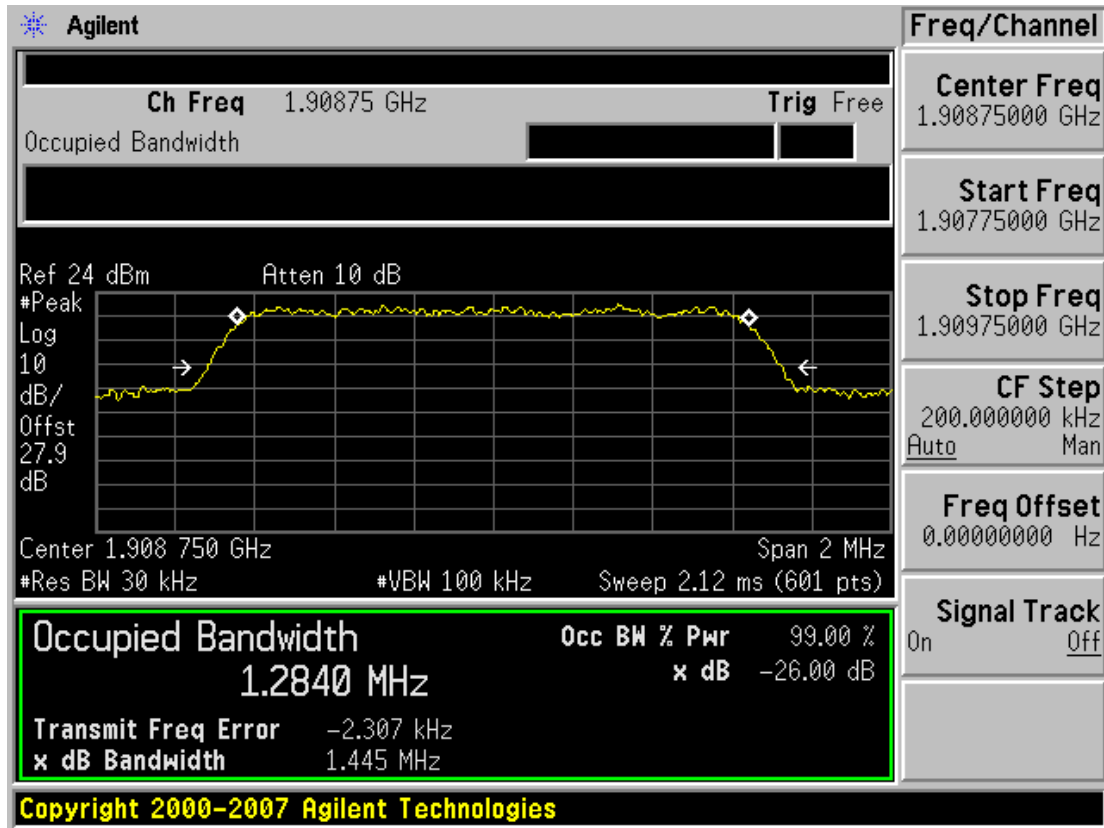 Agilent
Freq/Channel
Ch Freq 1.90875 GHz Trig Free
Occupied Bandwidth
Center Freq
1.90875000 GHz
Start Freq
1.90775000 GHz
Stop Freq
1.90975000 GHz
CF Step
200.000000 kHz
Auto Man
Freq Offset
0.00000000 Hz
Signal Track
On Off
Ref 24 dBm Atten 10 dB
#Peak
Log
10
dB/
Offst
27.9
dB
Center 1.908 750 GHz Span 2 MHz
#Res BW 30 kHz #VBW 100 kHz Sweep 2.12 ms (601 pts)
Occupied Bandwidth Occ BW % Pwr 99.00 %
1.2840 MHz x dB -26.00 dB
Transmit Freq Error -2.307 kHz
x dB Bandwidth 1.445 MHz
Copyright 2000-2007 Agilent Technologies